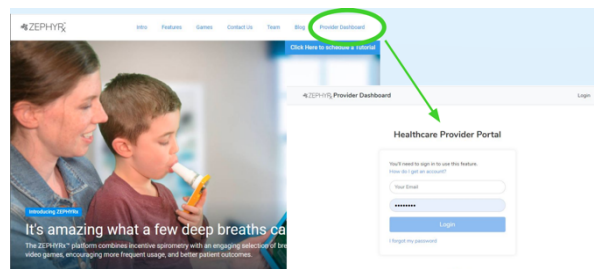 ZEPHYRx
Intro Features Games Contact Us Team Blog Provider Dashboard
Click Here to schedule a Tutorial
ZEPHYRx Provider Dashboard Login
Healthcare Provider Portal
You'll need to sign in to use this feature.
How do I get an account?
Your Email
••••••••
Login
I forgot my password
Introducing ZEPHYRx
It's amazing what a few deep breaths ca
The ZEPHYRx™ platform combines incentive spirometry with an engaging selection of bre
video games, encouraging more frequent usage, and better patient outcomes.